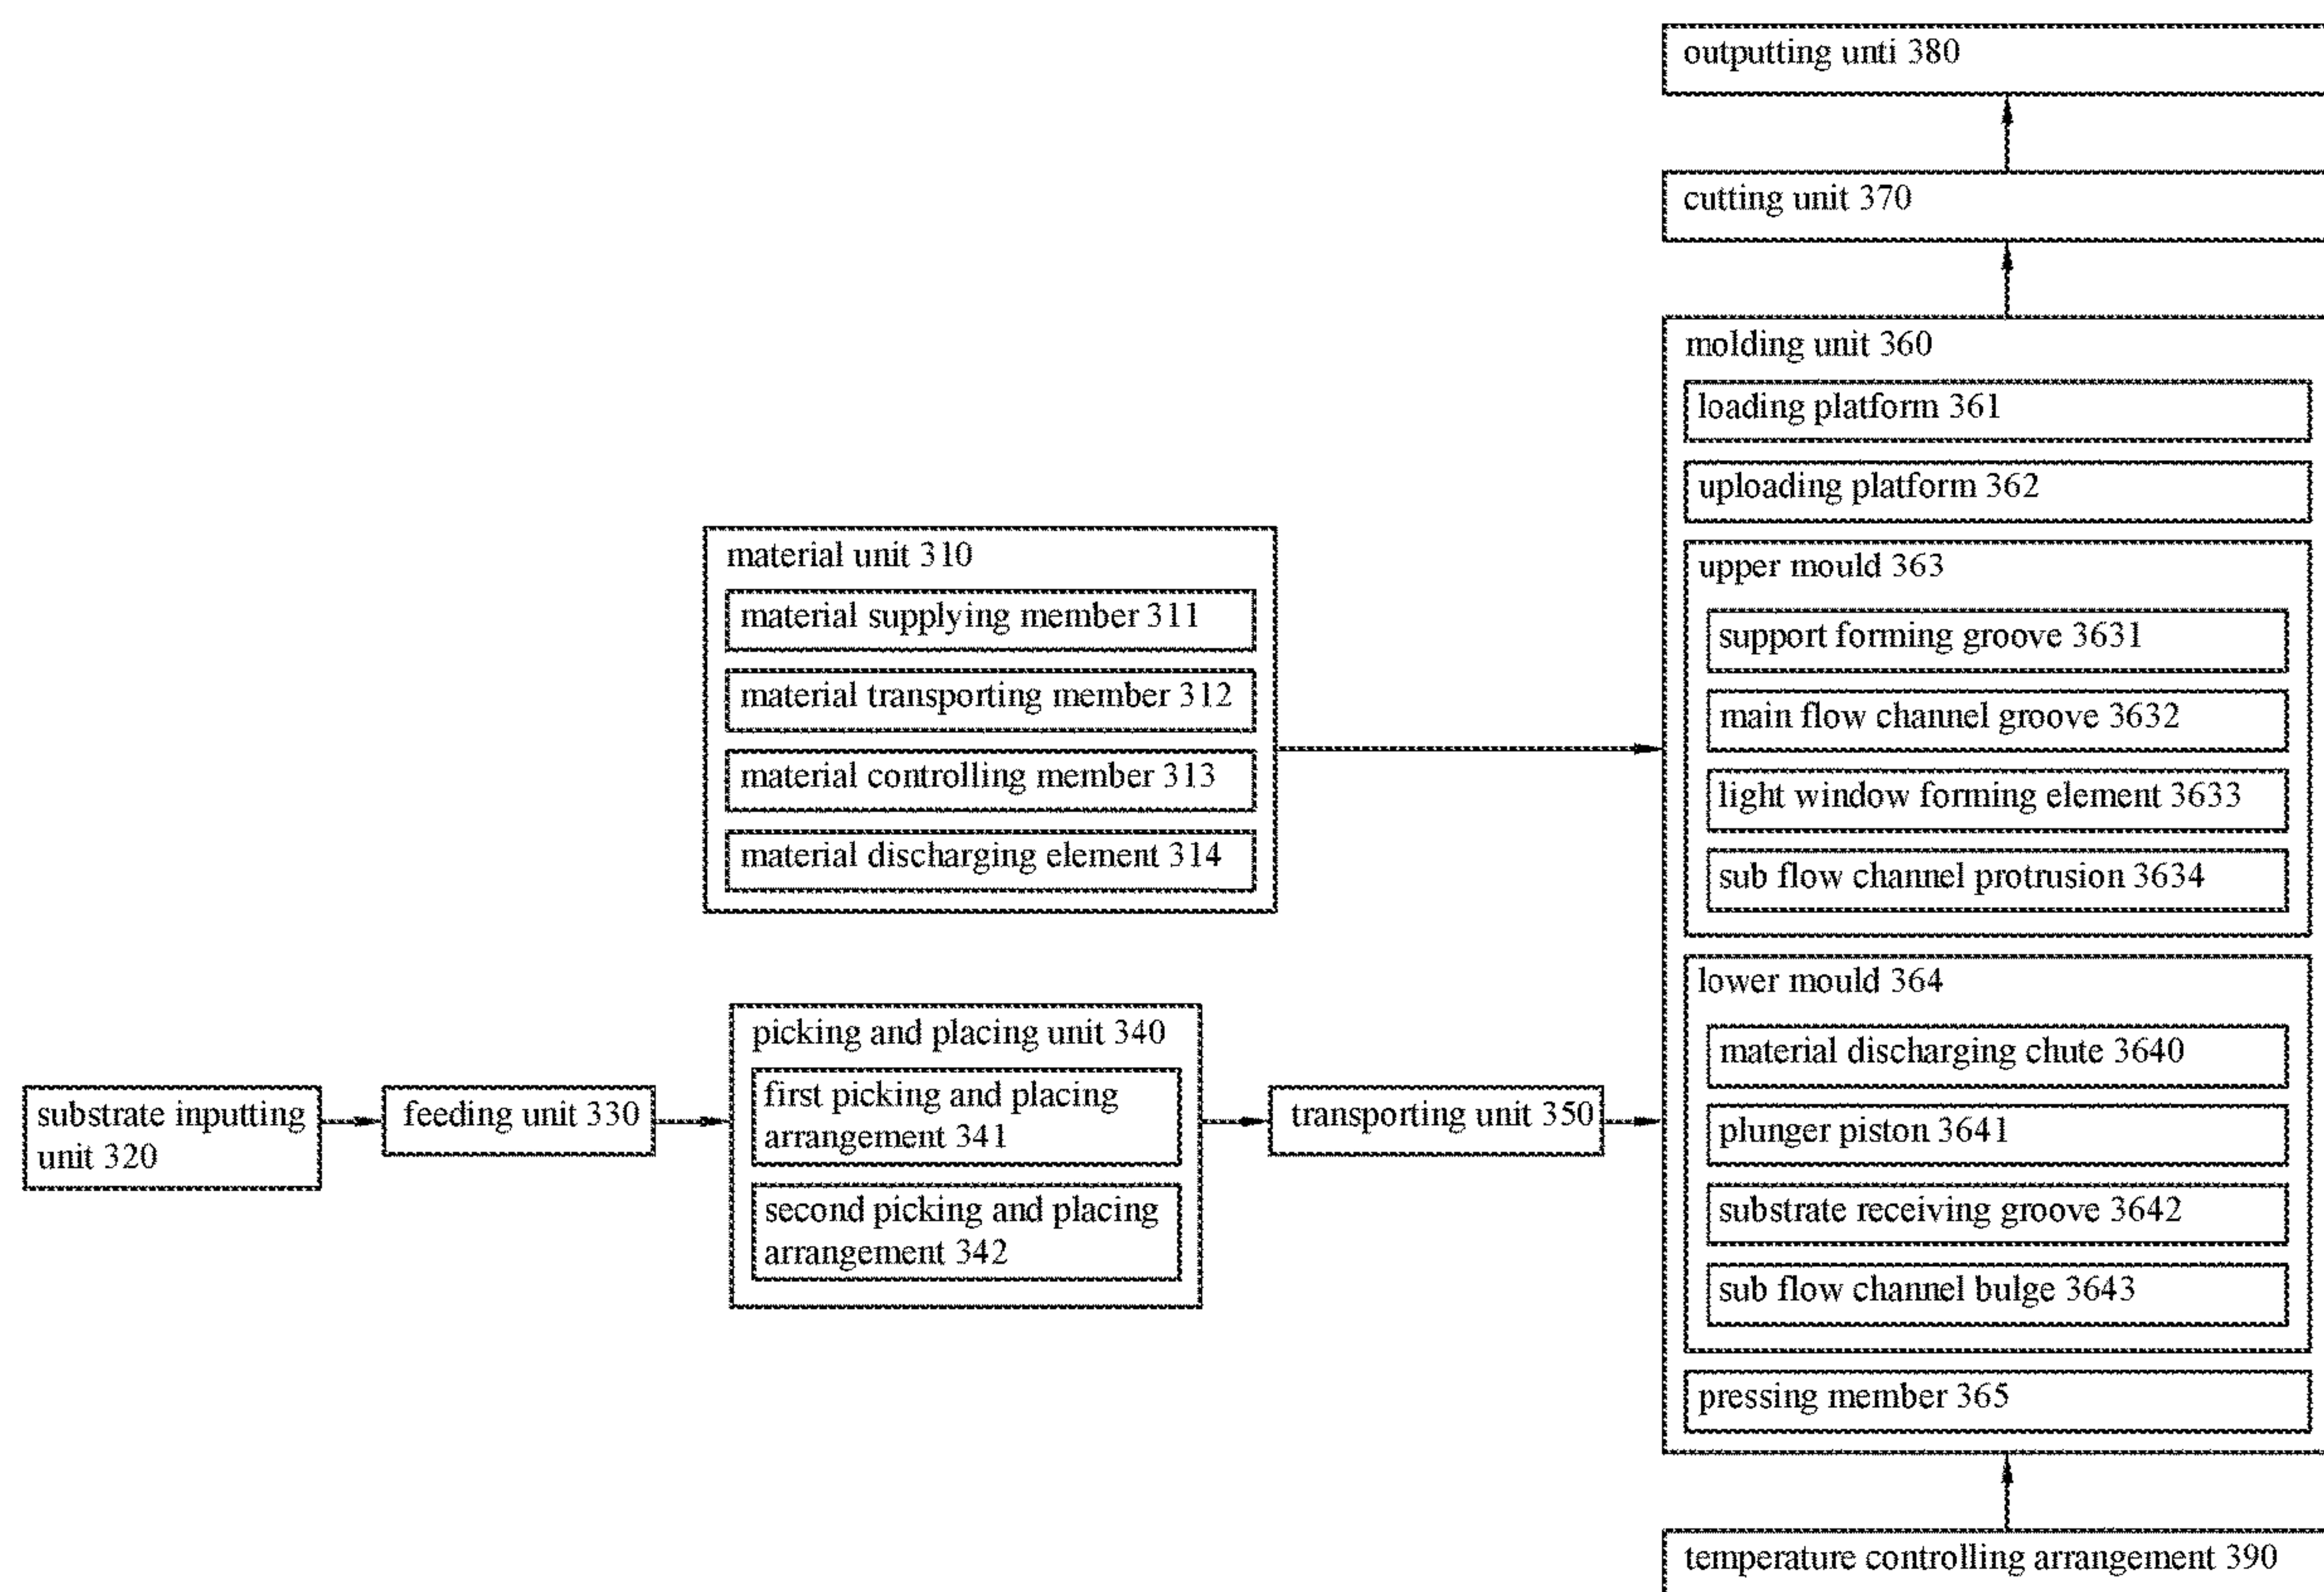 outputting unti 380
cutting unit 370
molding unit 360
loading platform 361
uploading platform 362
upper mould 363
support forming groove 3631
main flow channel groove 3632
light window forming element 3633
sub flow channel protrusion 3634
lower mould 364
material discharging chute 3640
plunger piston 3641
substrate receiving groove 3642
sub flow channel bulge 3643
pressing member 365
temperature controlling arrangement 390
material unit 310
material supplying member 311
material transporting member 312
material controlling member 313
material discharging element 314
substrate inputting
unit 320
feeding unit 330
picking and placing unit 340
first picking and placing
arrangement 341
second picking and placing
arrangement 342
transporting unit 350